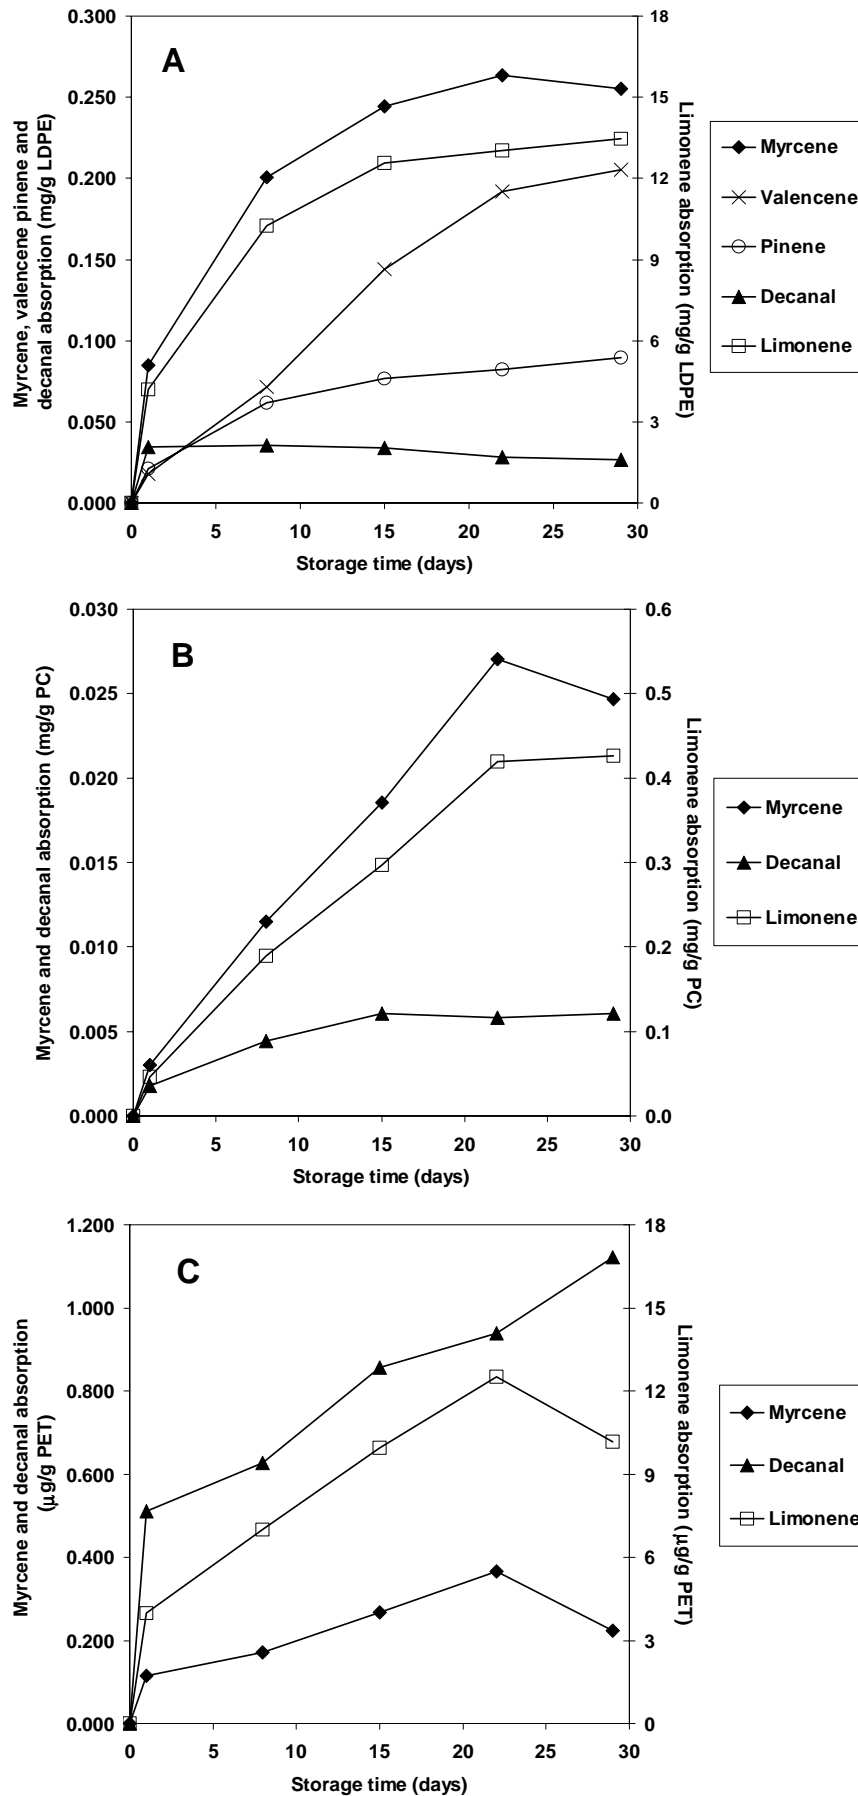 A
Myrcene, valencene pinene and
decanal absorption (mg/g LDPE)
0.300
0.250
0.200
0.150
0.100
0.050
0.000
18
15
12
9
6
3
0
Limonene absorption (mg/g LDPE)
0 5 10 15 20 25 30
Storage time (days)
Myrcene
Valencene
Pinene
Decanal
Limonene
B
Myrcene and decanal absorption (mg/g PC)
0.030
0.025
0.020
0.015
0.010
0.005
0.000
0.6
0.5
0.4
0.3
0.2
0.1
0.0
Limonene absorption (mg/g PC)
0 5 10 15 20 25 30
Storage time (days)
Myrcene
Decanal
Limonene
C
Myrcene and decanal absorption
(µg/g PET)
1.200
1.000
0.800
0.600
0.400
0.200
0.000
18
15
12
9
6
3
0
Limonene absorption (µg/g PET)
0 5 10 15 20 25 30
Storage time (days)
Myrcene
Decanal
Limonene